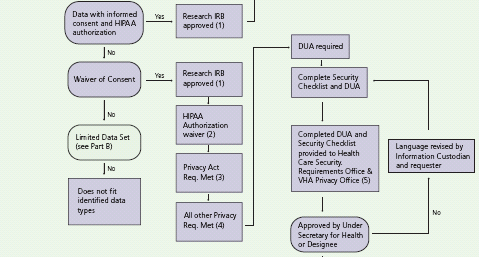 Data with informed
consent and HIPAA
authorization
Yes
Research IRB
approved (1)
No
Waiver of Consent
Yes
Research IRB
approved (1)
No
HIPAA
Authorization
waiver (2)
Limited Data Set
(see Part B)
No
Privacy Act
Req. Met (3)
Does not fit
identified data
types
All other Privacy
Req. Met (4)
DUA required
Complete Security
Checklist and DUA
Completed DUA and
Security Checklist
provided to Health
Care Security.
Requirements Office &
VHA Privacy Office (5)
Language revised by
Information Custodian
and requester
No
Approved by Under
Secretary for Health
or Designee